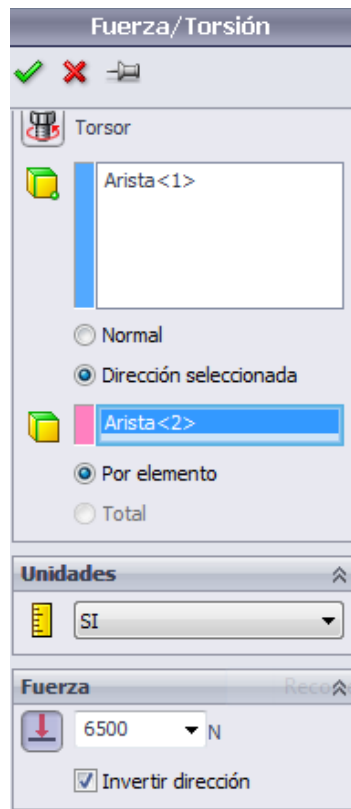 Fuerza/Torsión
Torsor
Arista<1>
Normal
Dirección seleccionada
Arista<2>
Por elemento
Total
Unidades
SI
Fuerza
6500 N
Invertir dirección